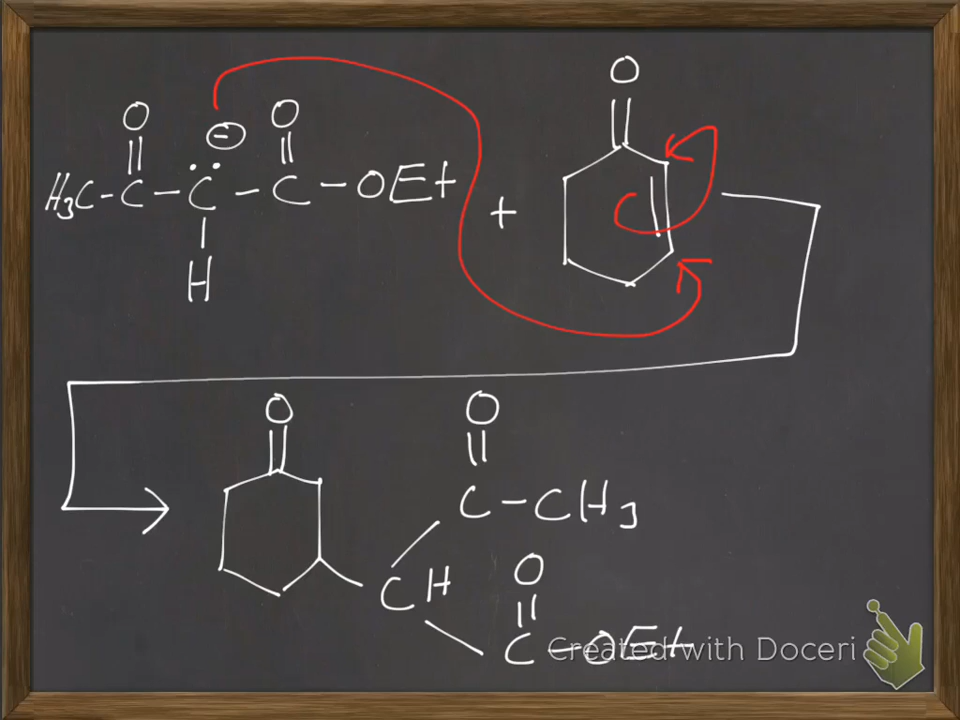 O ⊖ O O
H₃C-C-C̈-C-OEt +
H
O O
C-CH₃
CH O
C-OEt
Created with Doceri